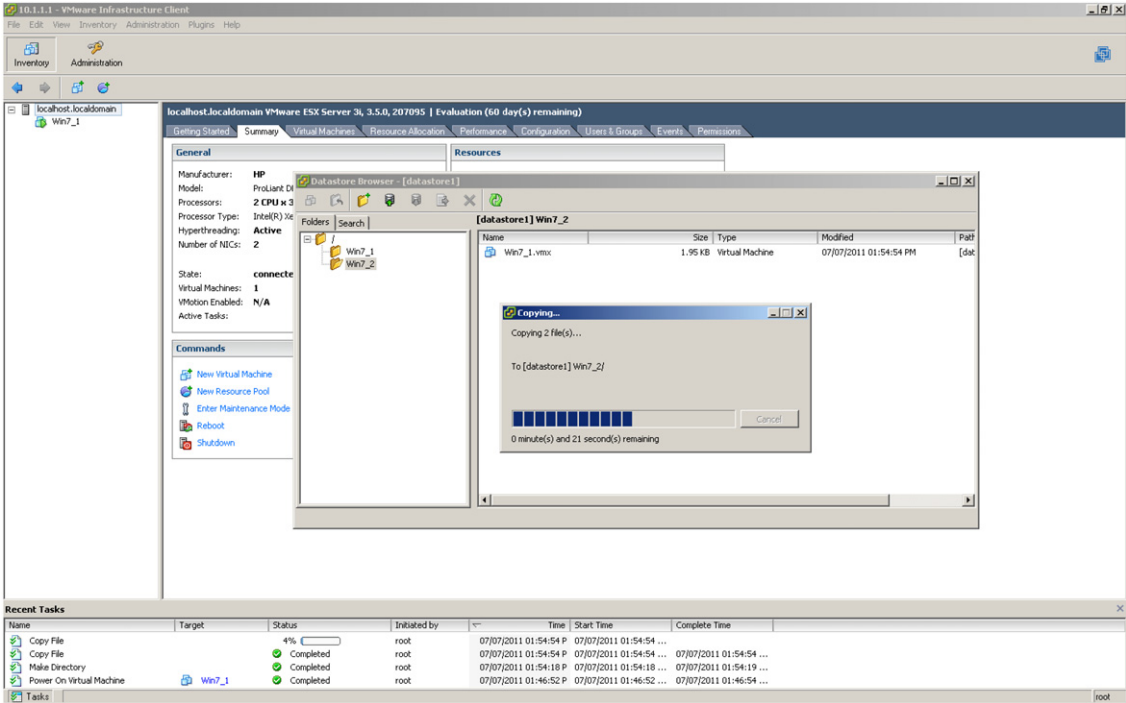 10.1.1.1 - VMware Infrastructure Client
File Edit View Inventory Administration Plugins Help
Inventory Administration
localhost.localdomain
Win7_1
localhost.localdomain VMware ESX Server 3i, 3.5.0, 207095 | Evaluation (60 day(s) remaining)
Getting Started Summary Virtual Machines Resource Allocation Performance Configuration Users & Groups Events Permissions
General
Manufacturer: HP
Model: ProLiant
Processors: 2 CPU x 3
Processor Type: Intel(R) Xe
Hyperthreading: Active
Number of NICs: 2
State: connecte
Virtual Machines: 1
VMotion Enabled: N/A
Active Tasks:
Commands
New Virtual Machine
New Resource Pool
Enter Maintenance Mode
Reboot
Shutdown
Resources
Datastore Browser - [datastore1]
Folders Search
/
Win7_1
Win7_2
[datastore1] Win7_2
Name Size Type Modified Path
Win7_1.vmx 1.95 KB Virtual Machine 07/07/2011 01:54:54 PM [dat
Copying...
Copying 2 file(s)...
To [datastore1] Win7_2/
Cancel
0 minute(s) and 21 second(s) remaining
Recent Tasks
Name Target Status Initiated by Time Start Time Complete Time
Copy File 4% root 07/07/2011 01:54:54 P 07/07/2011 01:54:54 ...
Copy File Completed root 07/07/2011 01:54:54 P 07/07/2011 01:54:54 ... 07/07/2011 01:54:54 ...
Make Directory Completed root 07/07/2011 01:54:18 P 07/07/2011 01:54:18 ... 07/07/2011 01:54:19 ...
Power On Virtual Machine Win7_1 Completed root 07/07/2011 01:46:52 P 07/07/2011 01:46:52 ... 07/07/2011 01:46:54 ...
Tasks root